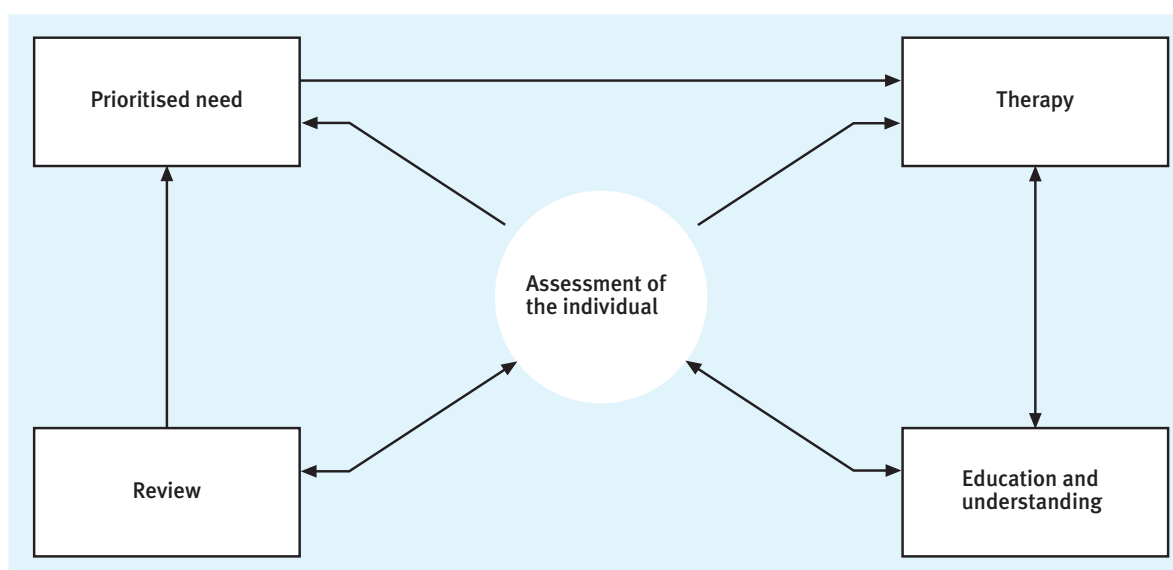 Prioritised need
Therapy
Assessment of
the individual
Review
Education and
understanding